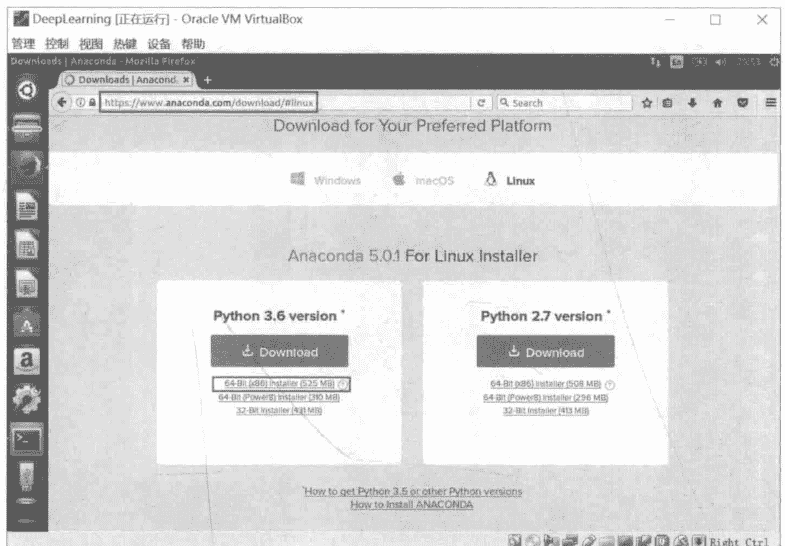 DeepLearning [正在运行] - Oracle VM VirtualBox
管理 控制 视图 热键 设备 帮助
Downloads | Anaconda - Mozilla Firefox
Downloads | Anacond.
https://www.anaconda.com/download/#linux
Search
Download for Your Preferred Platform
Windows macOS Linux
Anaconda 5.0.1 For Linux Installer
Python 3.6 version *
Download
64-Bit (x86) Installer (525 MB) ?
64-Bit (Power8) Installer (310 MB)
32-Bit Installer (431 MB)
Python 2.7 version *
Download
64-Bit (x86) Installer (508 MB) ?
64-Bit (Power8) Installer (296 MB)
32-Bit Installer (413 MB)
*How to get Python 3.5 or other Python versions
How to Install ANACONDA
Right Ctrl